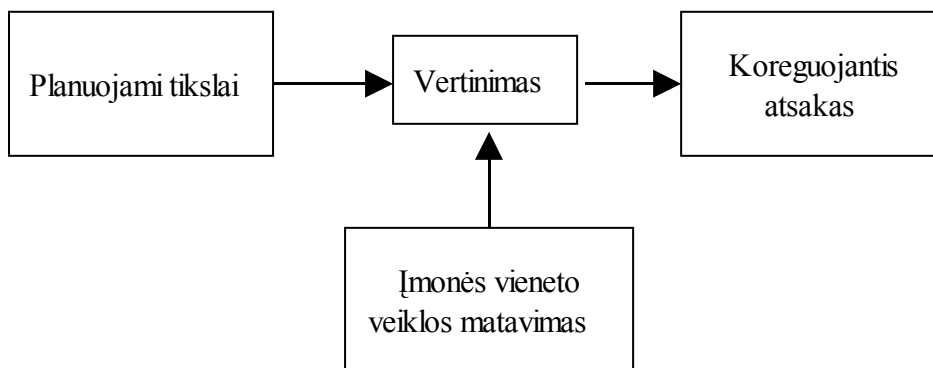 Planuojami tikslai
Vertinimas
Koreguojantis
atsakas
Įmonės vieneto
veiklos matavimas